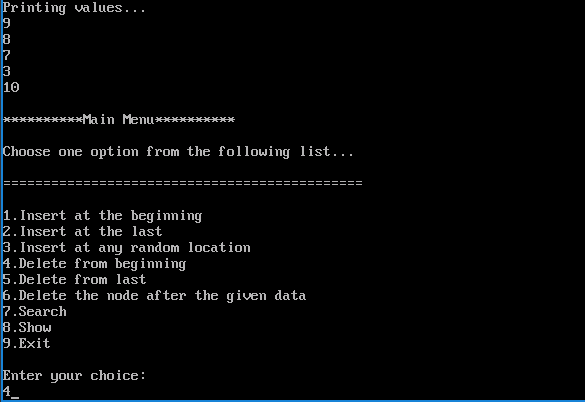 Printing values...
9
8
7
3
10
**********Main Menu**********
Choose one option from the following list...
=============================================
1.Insert at the beginning
2.Insert at the last
3.Insert at any random location
4.Delete from beginning
5.Delete from last
6.Delete the node after the given data
7.Search
8.Show
9.Exit
Enter your choice:
4_